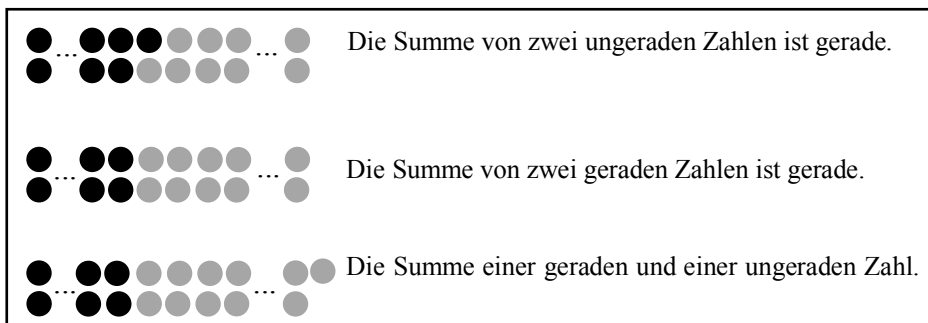 ... ... Die Summe von zwei ungeraden Zahlen ist gerade.
... ... Die Summe von zwei geraden Zahlen ist gerade.
... ... Die Summe einer geraden und einer ungeraden Zahl.